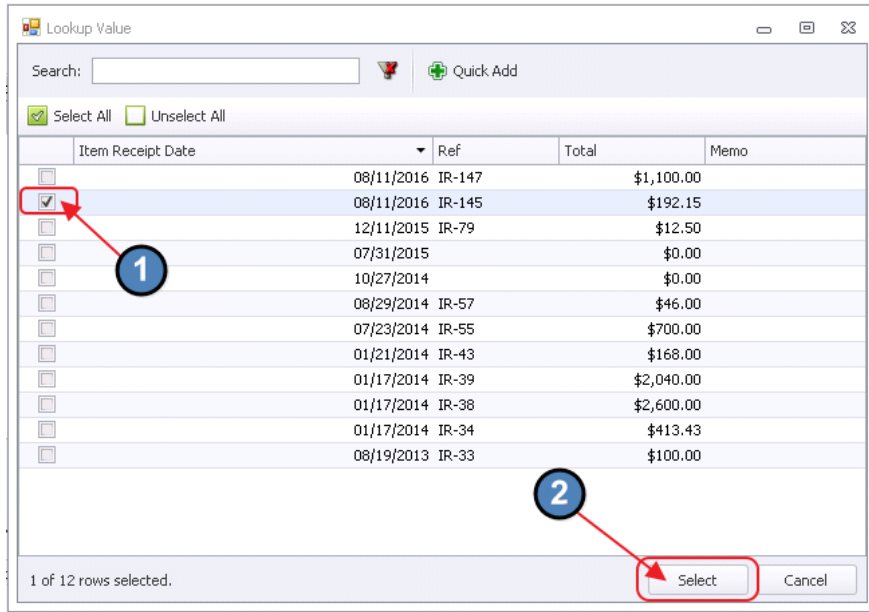 Lookup Value
Search: Quick Add
Select All Unselect All
Item Receipt Date Ref Total Memo
08/11/2016 IR-147 $1,100.00
08/11/2016 IR-145 $192.15
12/11/2015 IR-79 $12.50
07/31/2015 $0.00
10/27/2014 $0.00
08/29/2014 IR-57 $46.00
07/23/2014 IR-55 $700.00
01/21/2014 IR-43 $168.00
01/17/2014 IR-39 $2,040.00
01/17/2014 IR-38 $2,600.00
01/17/2014 IR-34 $413.43
08/19/2013 IR-33 $100.00
1
2
1 of 12 rows selected. Select Cancel